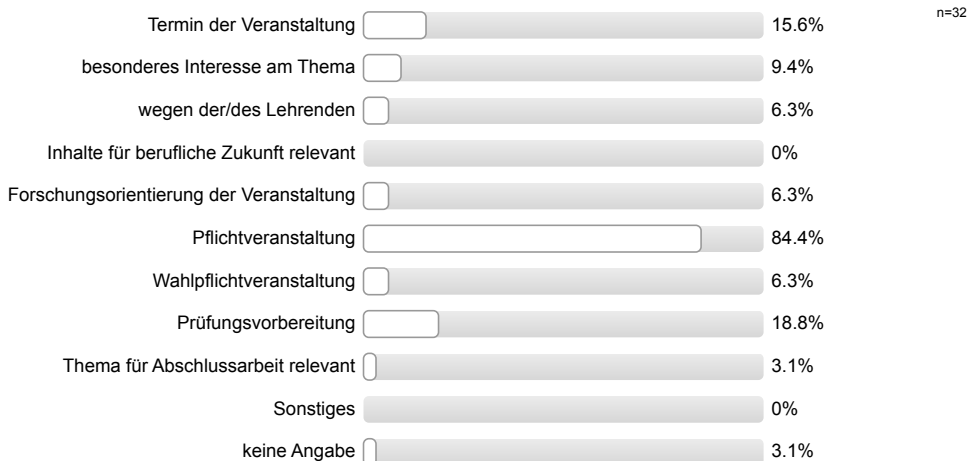 n=32
Termin der Veranstaltung 15.6%
besonderes Interesse am Thema 9.4%
wegen der/des Lehrenden 6.3%
Inhalte für berufliche Zukunft relevant 0%
Forschungsorientierung der Veranstaltung 6.3%
Pflichtveranstaltung 84.4%
Wahlpflichtveranstaltung 6.3%
Prüfungsvorbereitung 18.8%
Thema für Abschlussarbeit relevant 3.1%
Sonstiges 0%
keine Angabe 3.1%